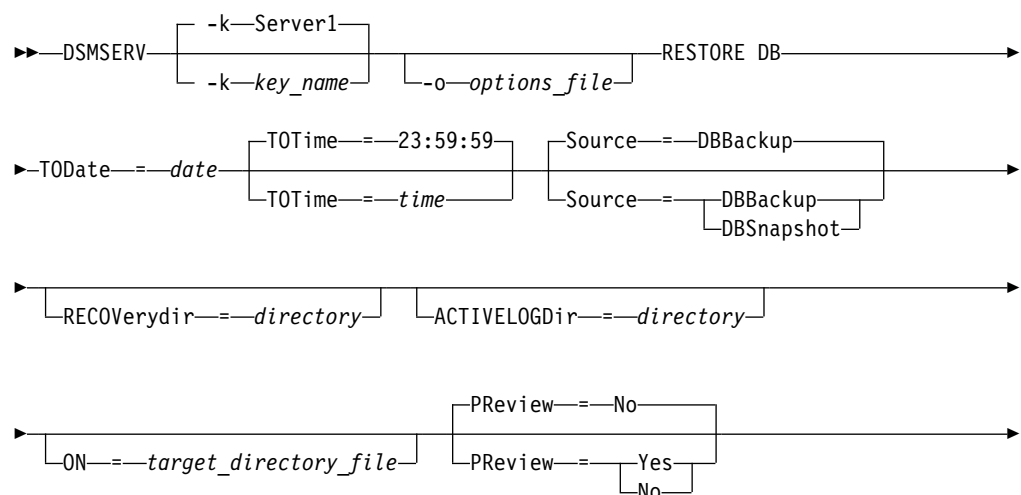 -k—Server1
DSMSERV RESTORE DB
-k—key_name -o—options_file
TOTime = 23:59:59 Source = DBBackup
TODate = date
TOTime = time Source = DBBackup
DBSnapshot
RECOVerydir = directory ACTIVELOGDir = directory
PReview = No
ON = target_directory_file PReview = Yes
No